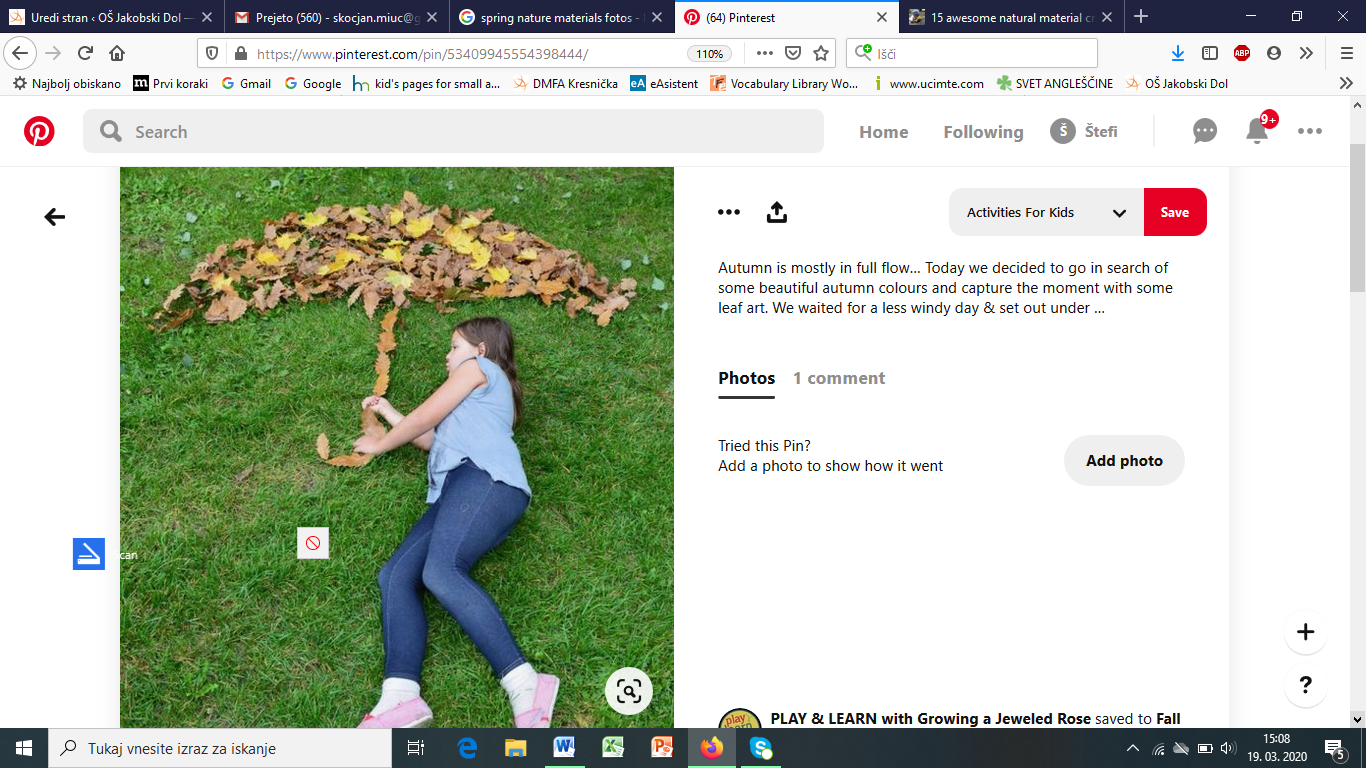 Uredi stran ‹ OŠ Jakobski Dol —
Prejeto (560) - skocjan.miuc@g
spring nature materials fotos -
(64) Pinterest
15 awesome natural material cr
https://www.pinterest.com/pin/53409945554398444/
110%
Išči
Najbolj obiskano
Prvi koraki
Gmail
Google
kid's pages for small a...
DMFA Kresnička
eAsistent
Vocabulary Library Wo...
www.ucimte.com
SVET ANGLEŠČINE
OŠ Jakobski Dol
Search
Home
Following
Š
Štefi
9+
Activities For Kids
Save
Autumn is mostly in full flow... Today we decided to go in search of
some beautiful autumn colours and capture the moment with some
leaf art. We waited for a less windy day & set out under ...
Photos
1 comment
Tried this Pin?
Add a photo to show how it went
Add photo
can
PLAY & LEARN with Growing a Jeweled Rose saved to Fall
Tukaj vnesite izraz za iskanje
15:08
19. 03. 2020
5